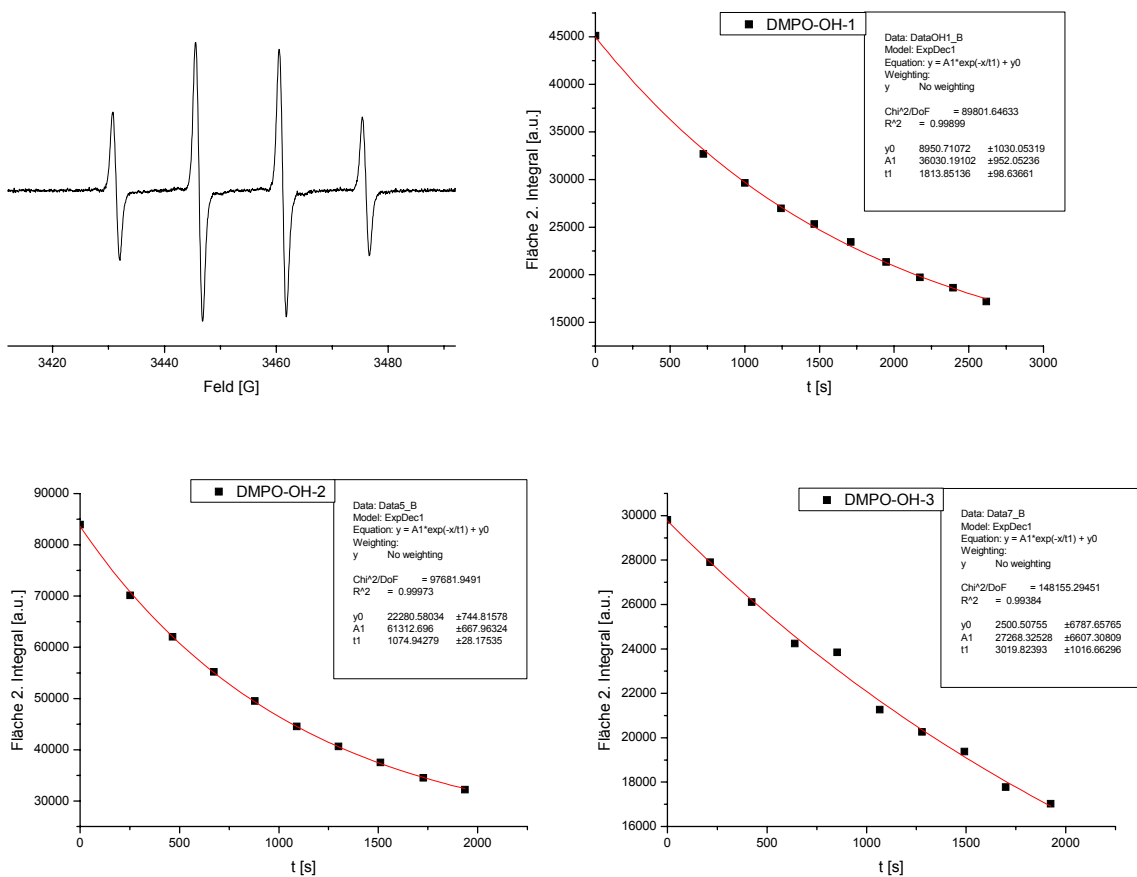 3420 3440 3460 3480
Feld [G]
DMPO-OH-1
Data: DataOH1_B
Model: ExpDec1
Equation: y = A1*exp(-x/t1) + y0
Weighting:
y No weighting
Chi^2/DoF = 89801.64633
R^2 = 0.99899
y0 8950.71072 ±1030.05319
A1 36030.19102 ±952.05236
t1 1813.85136 ±98.63661
45000
40000
35000
30000
25000
20000
15000
Fläche 2. Integral [a.u.]
0 500 1000 1500 2000 2500 3000
t [s]
DMPO-OH-2
Data: Data5_B
Model: ExpDec1
Equation: y = A1*exp(-x/t1) + y0
Weighting:
y No weighting
Chi^2/DoF = 97681.9491
R^2 = 0.99973
y0 22280.58034 ±744.81578
A1 61312.696 ±667.96324
t1 1074.94279 ±28.17535
90000
80000
70000
60000
50000
40000
30000
Fläche 2. Integral [a.u.]
0 500 1000 1500 2000
t [s]
DMPO-OH-3
Data: Data7_B
Model: ExpDec1
Equation: y = A1*exp(-x/t1) + y0
Weighting:
y No weighting
Chi^2/DoF = 148155.29451
R^2 = 0.99384
y0 2500.50755 ±6787.65765
A1 27268.32528 ±6607.30809
t1 3019.82393 ±1016.66296
30000
28000
26000
24000
22000
20000
18000
16000
Fläche 2. Integral [a.u.]
0 500 1000 1500 2000
t [s]